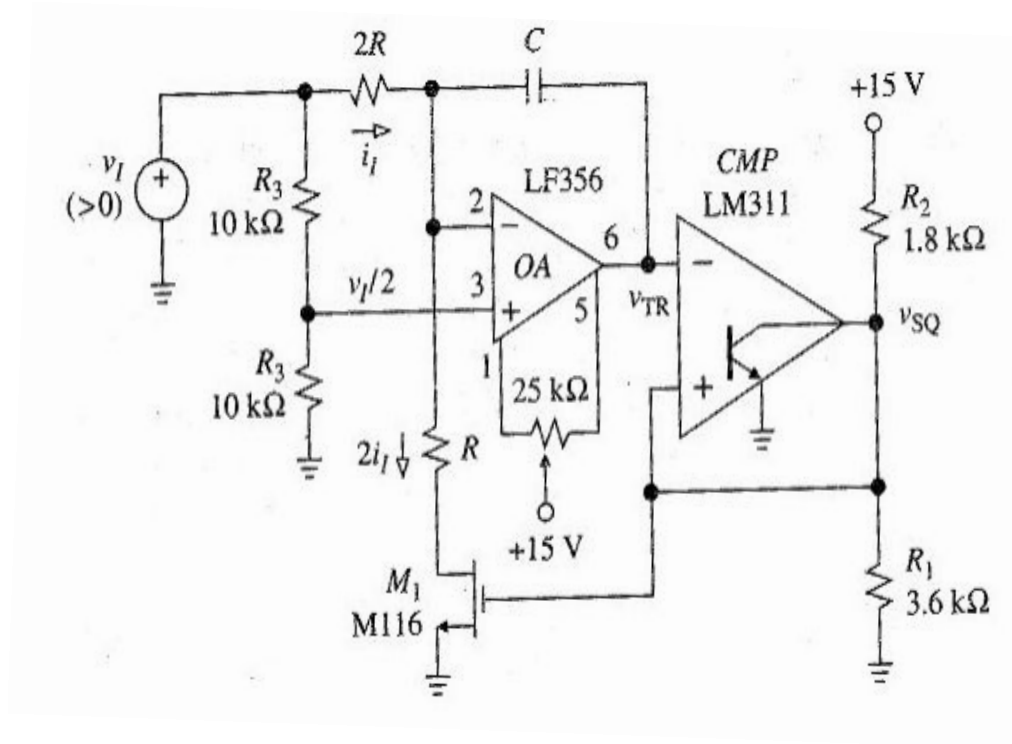 2R
C
+15 V
i_I
v_I
(>0)
+
R_3
10 kΩ
LF356
CMP
LM311
R_2
1.8 kΩ
2
−
6
OA
v_I/2
3
+
5
v_TR
−
v_SQ
1
R_3
10 kΩ
25 kΩ
+
2i_I
R
+15 V
M_1
M116
R_1
3.6 kΩ